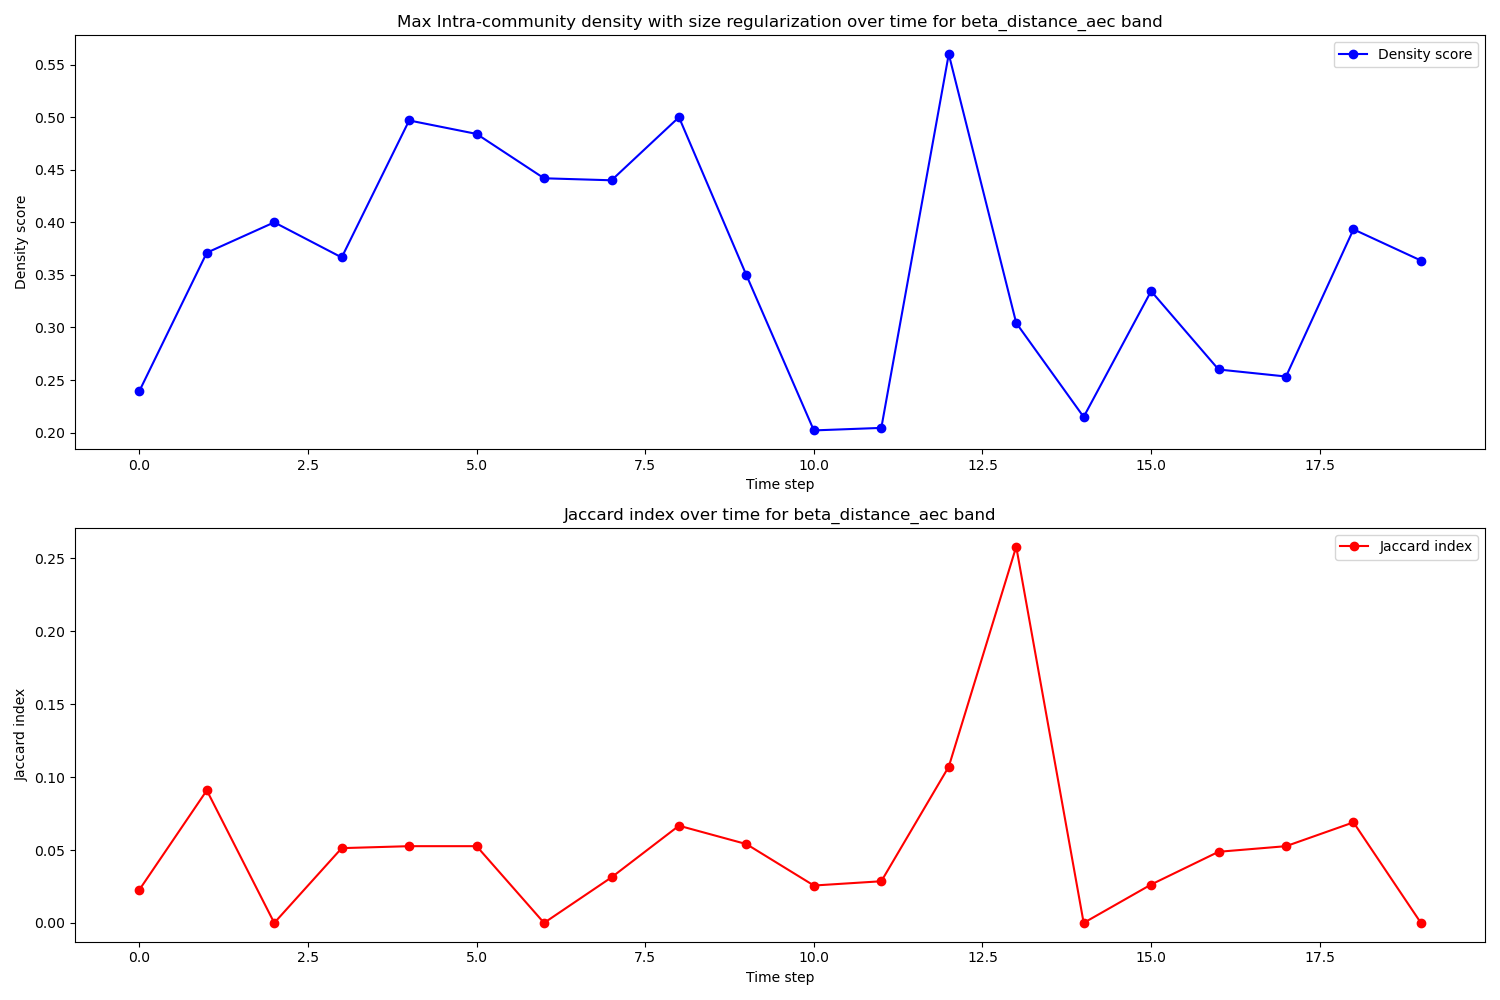 Max Intra-community density with size regularization over time for beta_distance_aec band
Density score
0.55
0.50
0.45
0.40
0.35
0.30
0.25
0.20
Density score
0.0 2.5 5.0 7.5 10.0 12.5 15.0 17.5
Time step
Jaccard index over time for beta_distance_aec band
Jaccard index
0.25
0.20
0.15
0.10
0.05
0.00
Jaccard index
0.0 2.5 5.0 7.5 10.0 12.5 15.0 17.5
Time step